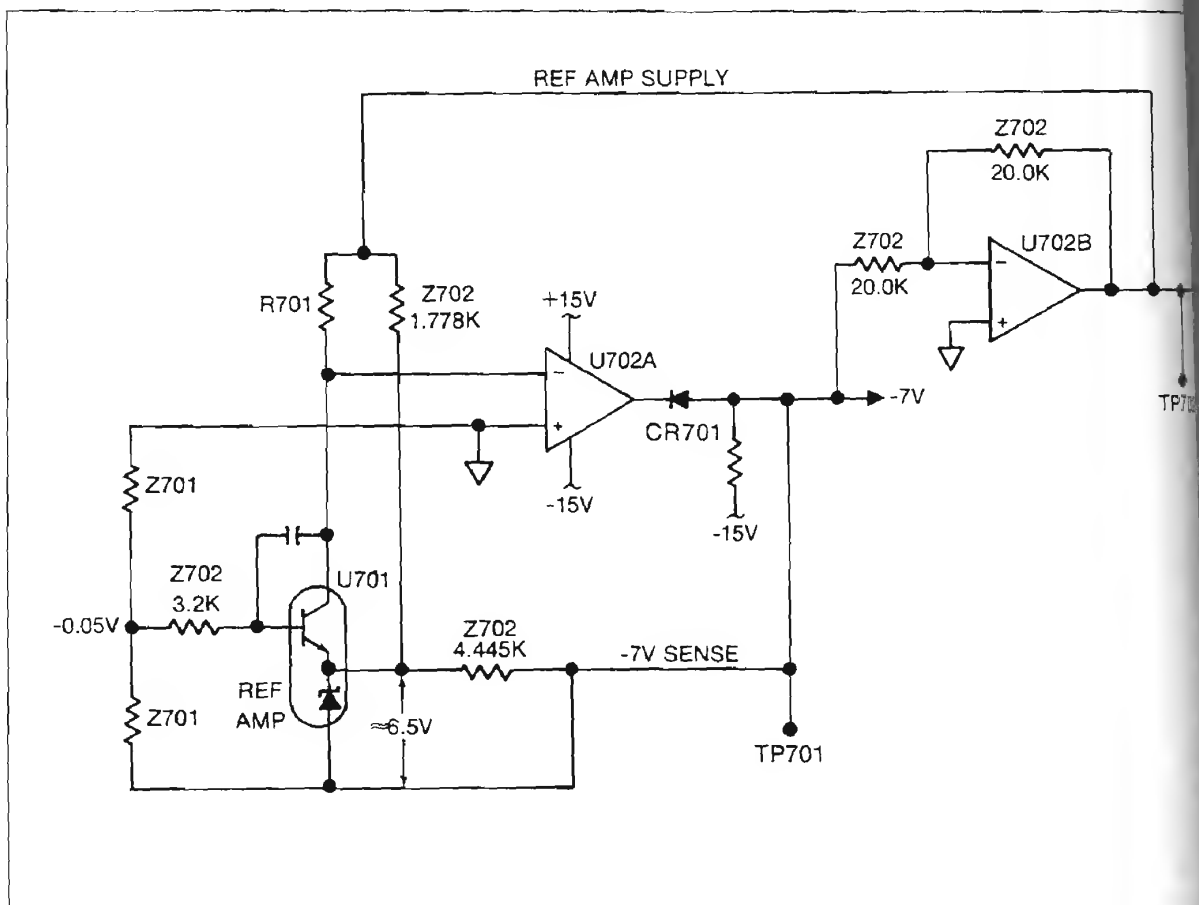 REF AMP SUPPLY
Z702
20.0K
U702B
Z702
20.0K
−
+
R701
Z702
1.778K
+15V
U702A
−
+
-15V
CR701
-7V
-15V
Z701
Z702
3.2K
U701
-0.05V
Z702
4.445K
-7V SENSE
REF
AMP
≈6.5V
Z701
TP701